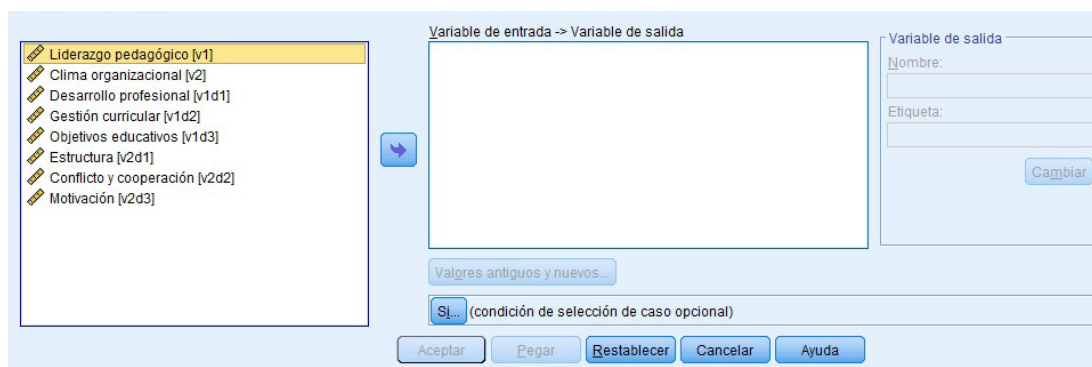 Variable de entrada -> Variable de salida
Liderazgo pedagógico [v1]
Clima organizacional [v2]
Desarrollo profesional [v1d1]
Gestión curricular [v1d2]
Objetivos educativos [v1d3]
Estructura [v2d1]
Conflicto y cooperación [v2d2]
Motivación [v2d3]
Variable de salida
Nombre:
Etiqueta:
Cambiar
Valores antiguos y nuevos...
Si... (condición de selección de caso opcional)
Aceptar Pegar Restablecer Cancelar Ayuda